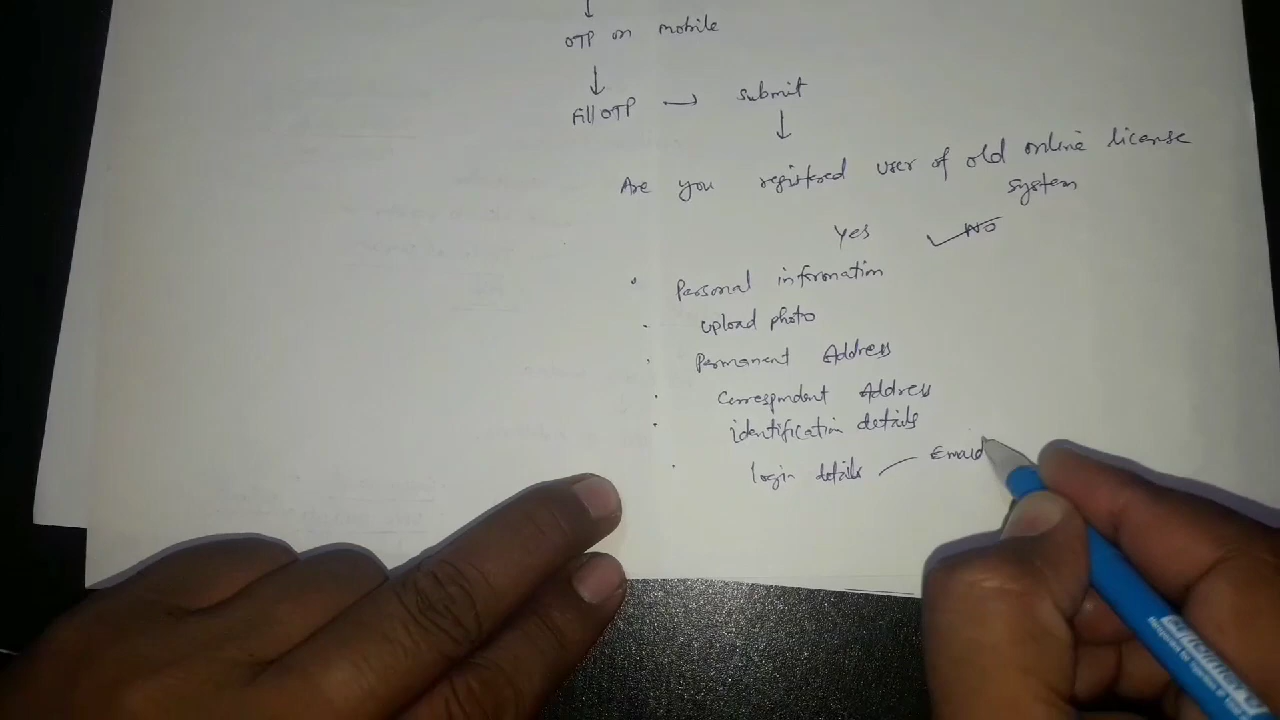 OTP on mobile
Fill OTP → submit
Are you registered user of old online license
system
Yes ✓ No
• Personal information
• Upload photo
• Permanent Address
• Correspondent Address
• identification details
• login details — Email